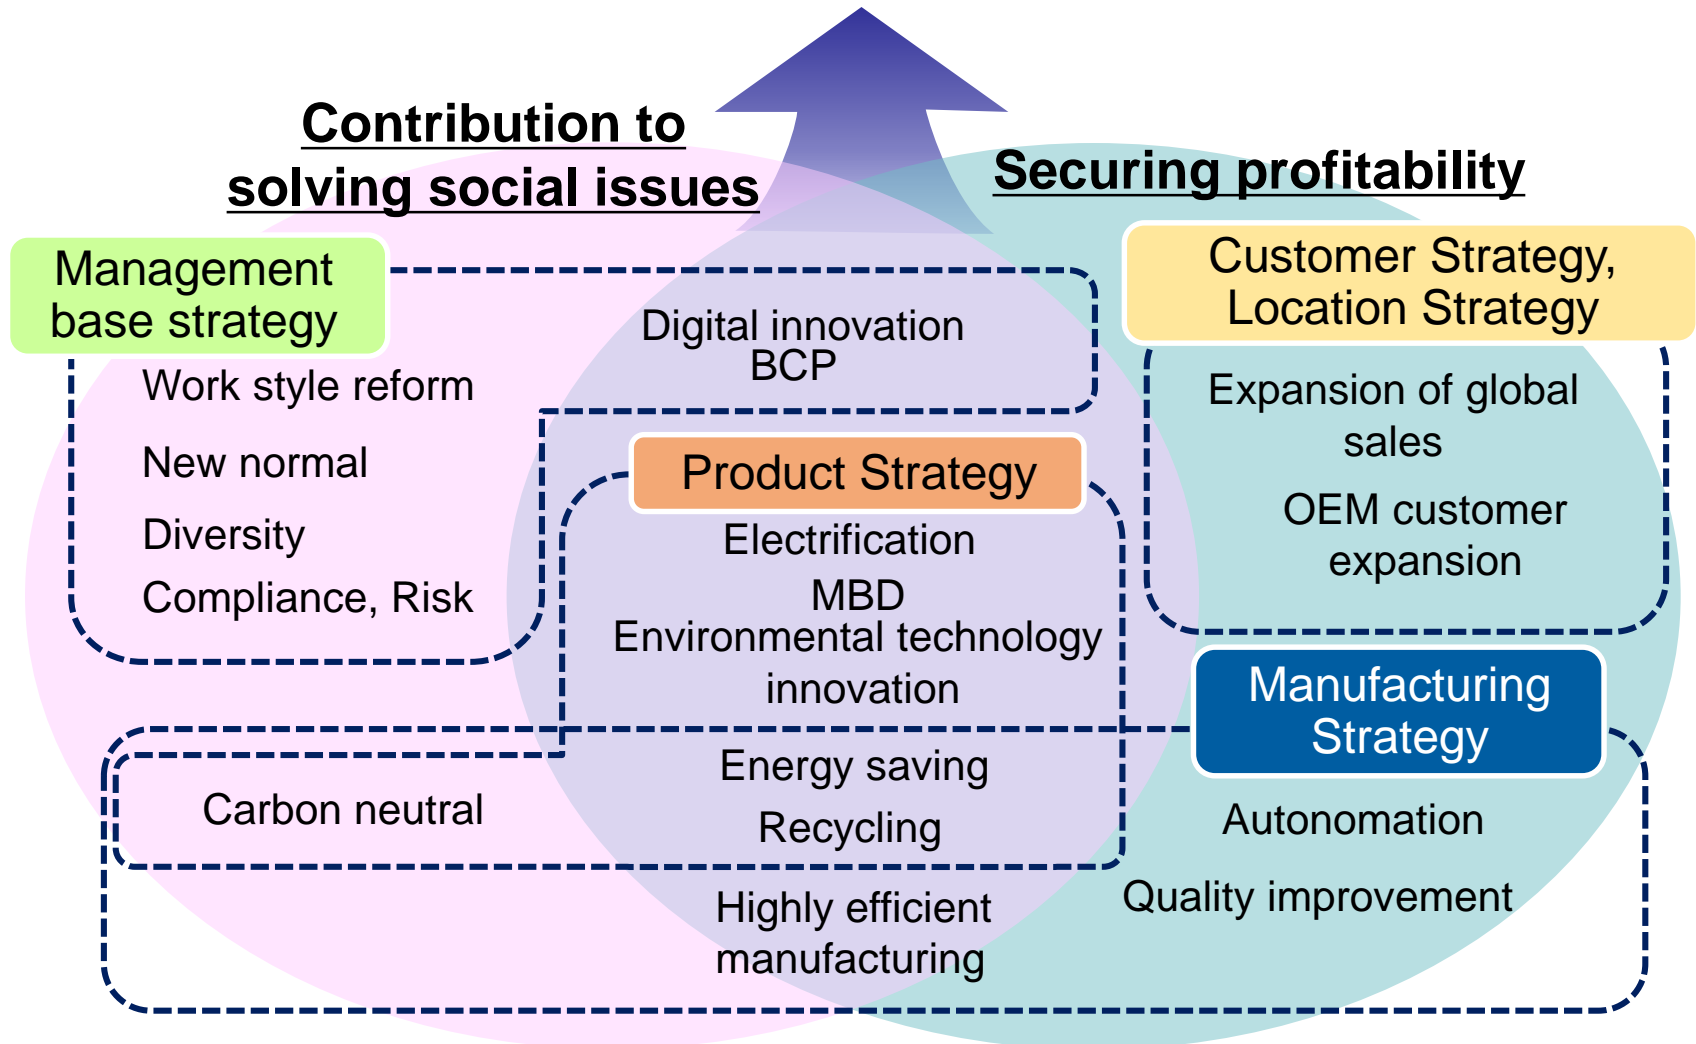 Contribution to
solving social issues
Securing profitability
Management
base strategy
Customer Strategy,
Location Strategy
Digital innovation
BCP
Work style reform
New normal
Diversity
Compliance, Risk
Expansion of global
sales
OEM customer
expansion
Product Strategy
Electrification
MBD
Environmental technology
innovation
Manufacturing
Strategy
Energy saving
Carbon neutral
Recycling
Autonomation
Quality improvement
Highly efficient
manufacturing